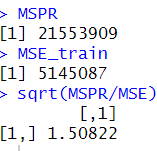 > MSPR
[1] 21553909
> MSE_train
[1] 5145087
> sqrt(MSPR/MSE)
[,1]
[1,] 1.50822